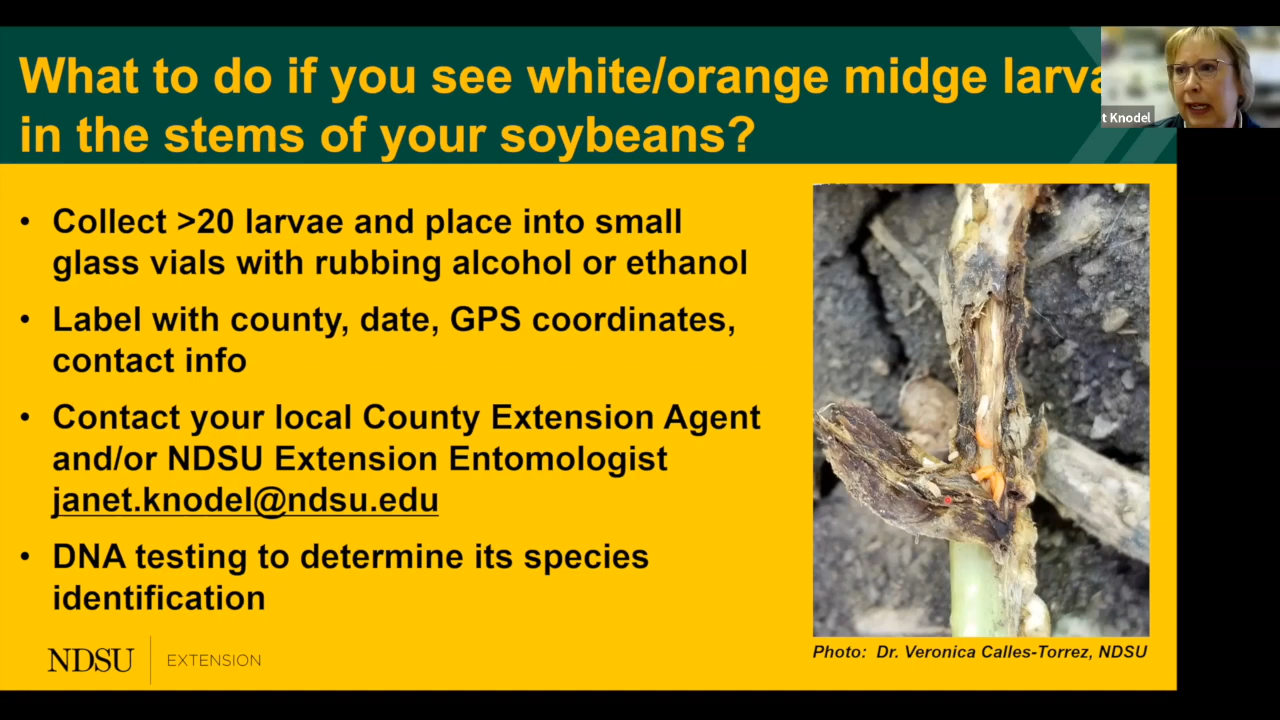 What to do if you see white/orange midge larva
in the stems of your soybeans?
t Knodel
• Collect >20 larvae and place into small
glass vials with rubbing alcohol or ethanol
• Label with county, date, GPS coordinates,
contact info
• Contact your local County Extension Agent
and/or NDSU Extension Entomologist
janet.knodel@ndsu.edu
• DNA testing to determine its species
identification
NDSU EXTENSION
Photo: Dr. Veronica Calles-Torrez, NDSU